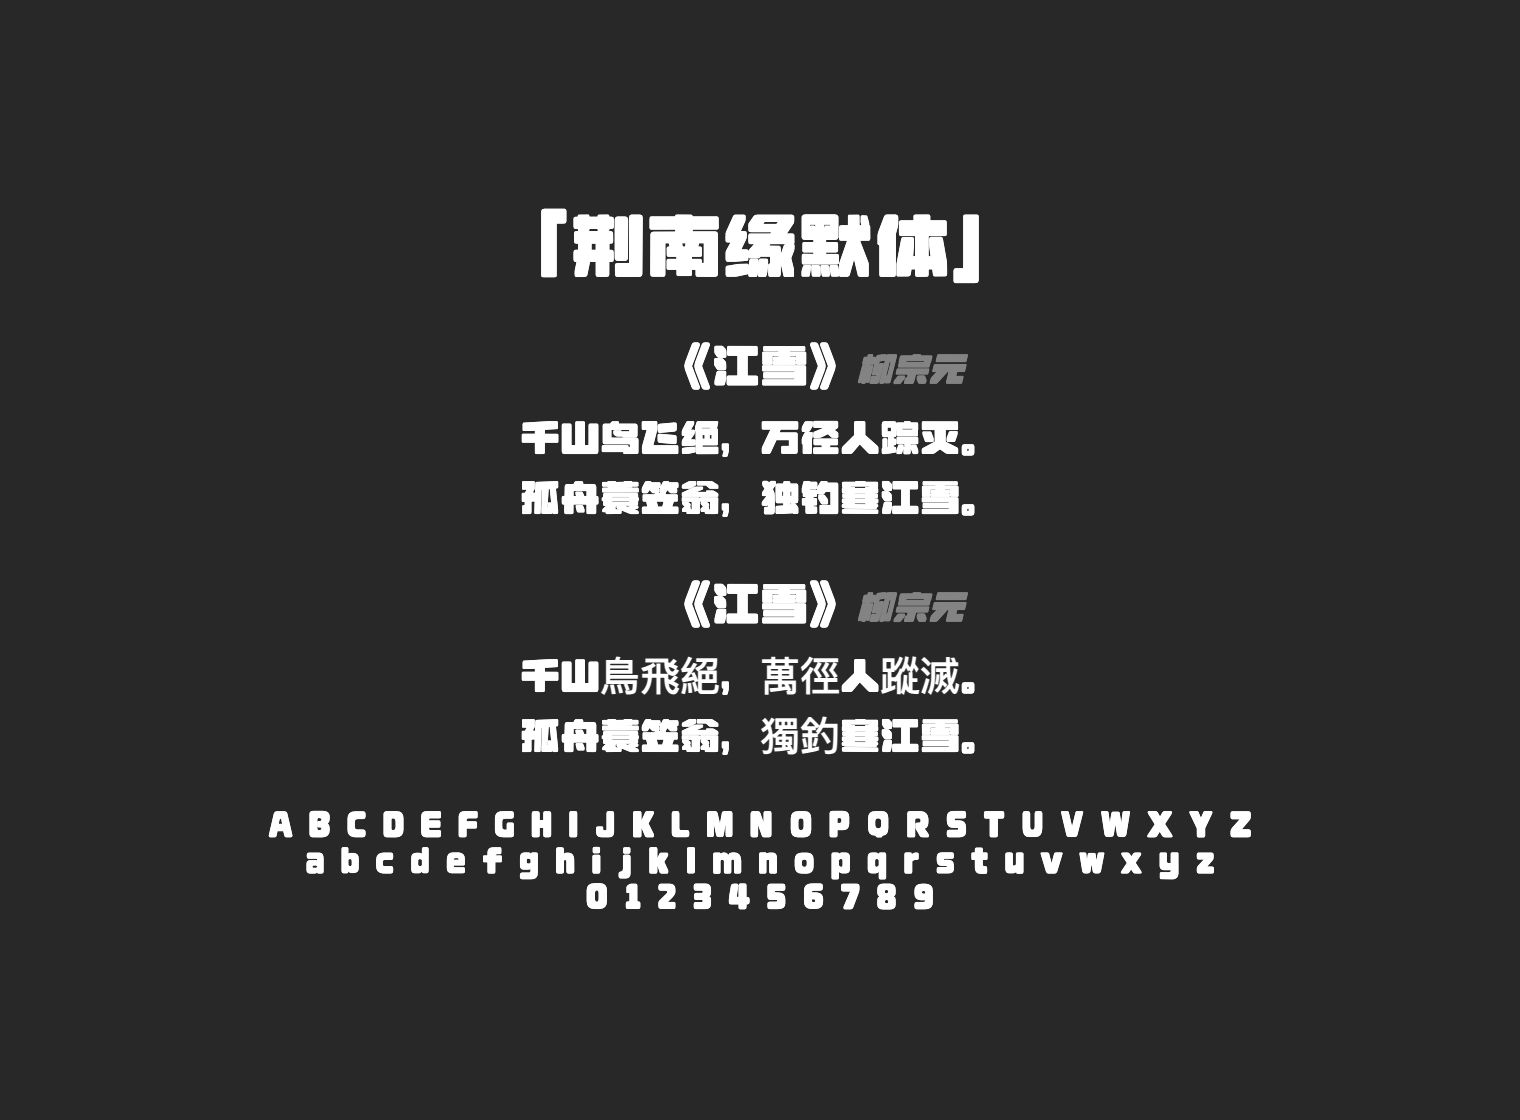 「荆南缘默体」
《江雪》 柳宗元
千山鸟飞绝，万径人踪灭。
孤舟蓑笠翁，独钓寒江雪。
《江雪》 柳宗元
千山鳥飛絕，萬徑人蹤滅。
孤舟蓑笠翁，獨釣寒江雪。
A B C D E F G H I J K L M N O P Q R S T U V W X Y Z
a b c d e f g h i j k l m n o p q r s t u v w x y z
0 1 2 3 4 5 6 7 8 9